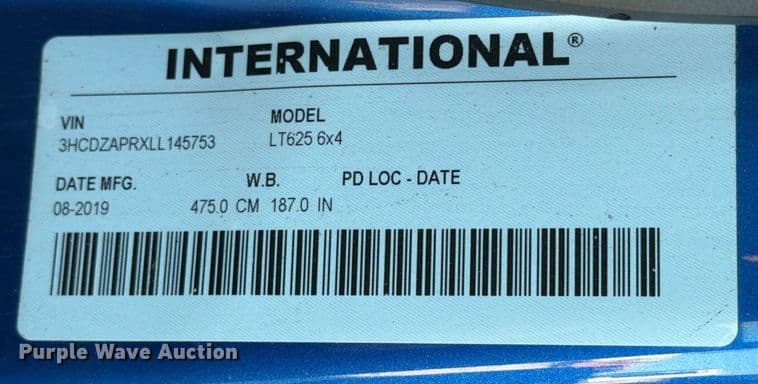 INTERNATIONAL®
VIN MODEL
3HCDZAPRXLL145753 LT625 6x4
DATE MFG. W.B. PD LOC - DATE
08-2019 475.0 CM 187.0 IN
Purple Wave Auction